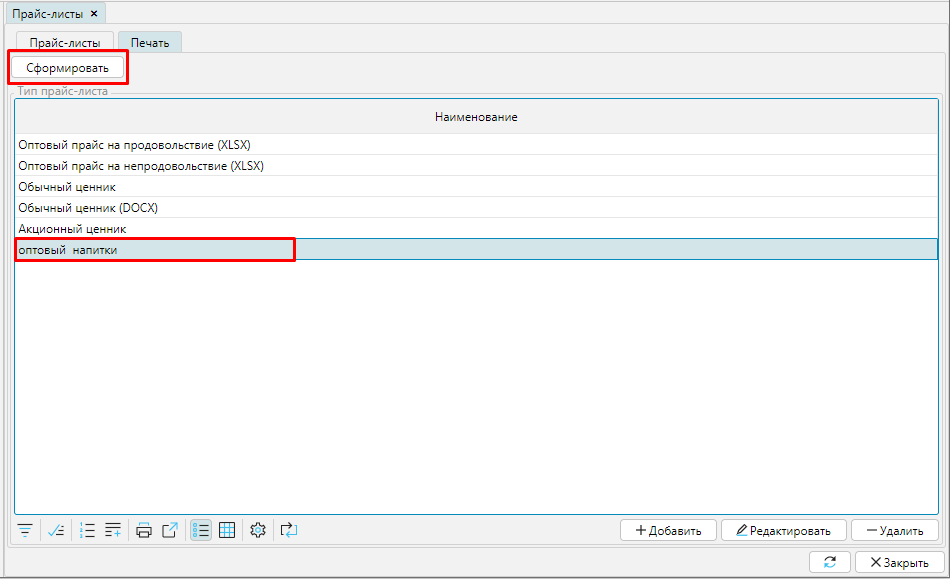 Прайс-листы ×
Прайс-листы Печать
Сформировать
Тип прайс-листа
Наименование
Оптовый прайс на продовольствие (XLSX)
Оптовый прайс на непродовольствие (XLSX)
Обычный ценник
Обычный ценник (DOCX)
Акционный ценник
оптовый  напитки
Добавить Редактировать Удалить
Закрыть